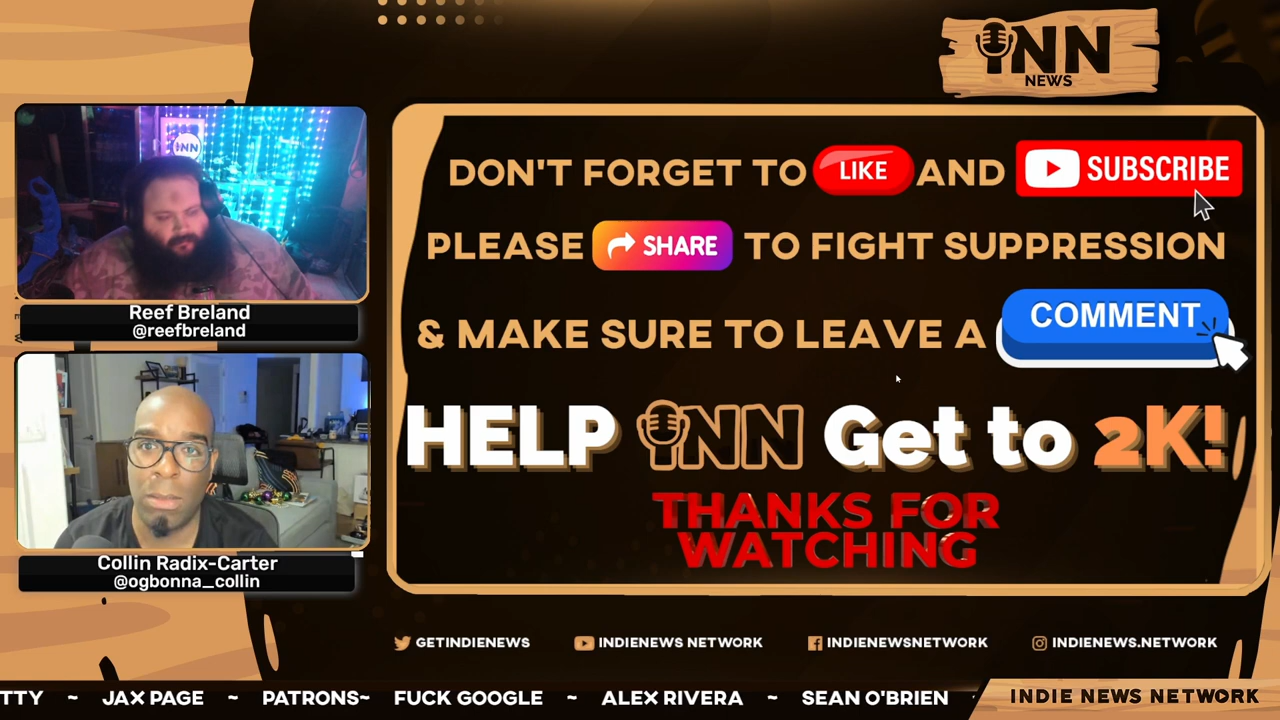 INN
NEWS
INN
Reef Breland
@reefbreland
Collin Radix-Carter
@ogbonna_collin
DON'T FORGET TO LIKE AND SUBSCRIBE
PLEASE SHARE TO FIGHT SUPPRESSION
& MAKE SURE TO LEAVE A COMMENT
HELP INN Get to 2K!
THANKS FOR
WATCHING
GETINDIENEWS INDIENEWS NETWORK INDIENEWSNETWORK INDIENEWS.NETWORK
TTY ~ JAX PAGE ~ PATRONS~ FUCK GOOGLE ~ ALEX RIVERA ~ SEAN O'BRIEN
INDIE NEWS NETWORK